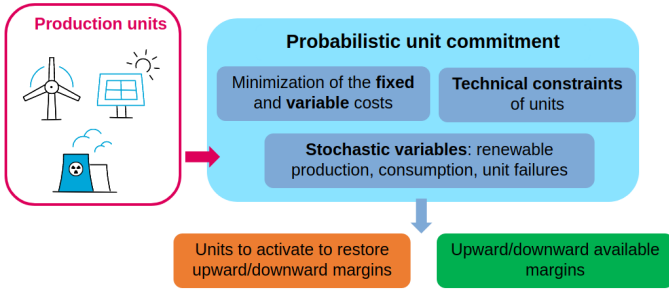 Production units
Probabilistic unit commitment
Minimization of the fixed
and variable costs
Technical constraints
of units
Stochastic variables: renewable
production, consumption, unit failures
Units to activate to restore
upward/downward margins
Upward/downward available
margins